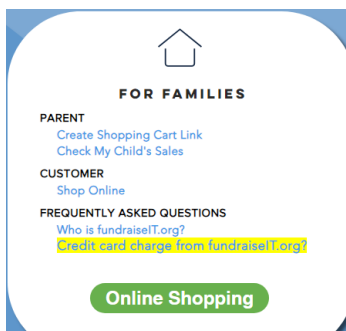 FOR FAMILIES
PARENT
Create Shopping Cart Link
Check My Child's Sales
CUSTOMER
Shop Online
FREQUENTLY ASKED QUESTIONS
Who is fundraiseIT.org?
Credit card charge from fundraiseIT.org?
Online Shopping